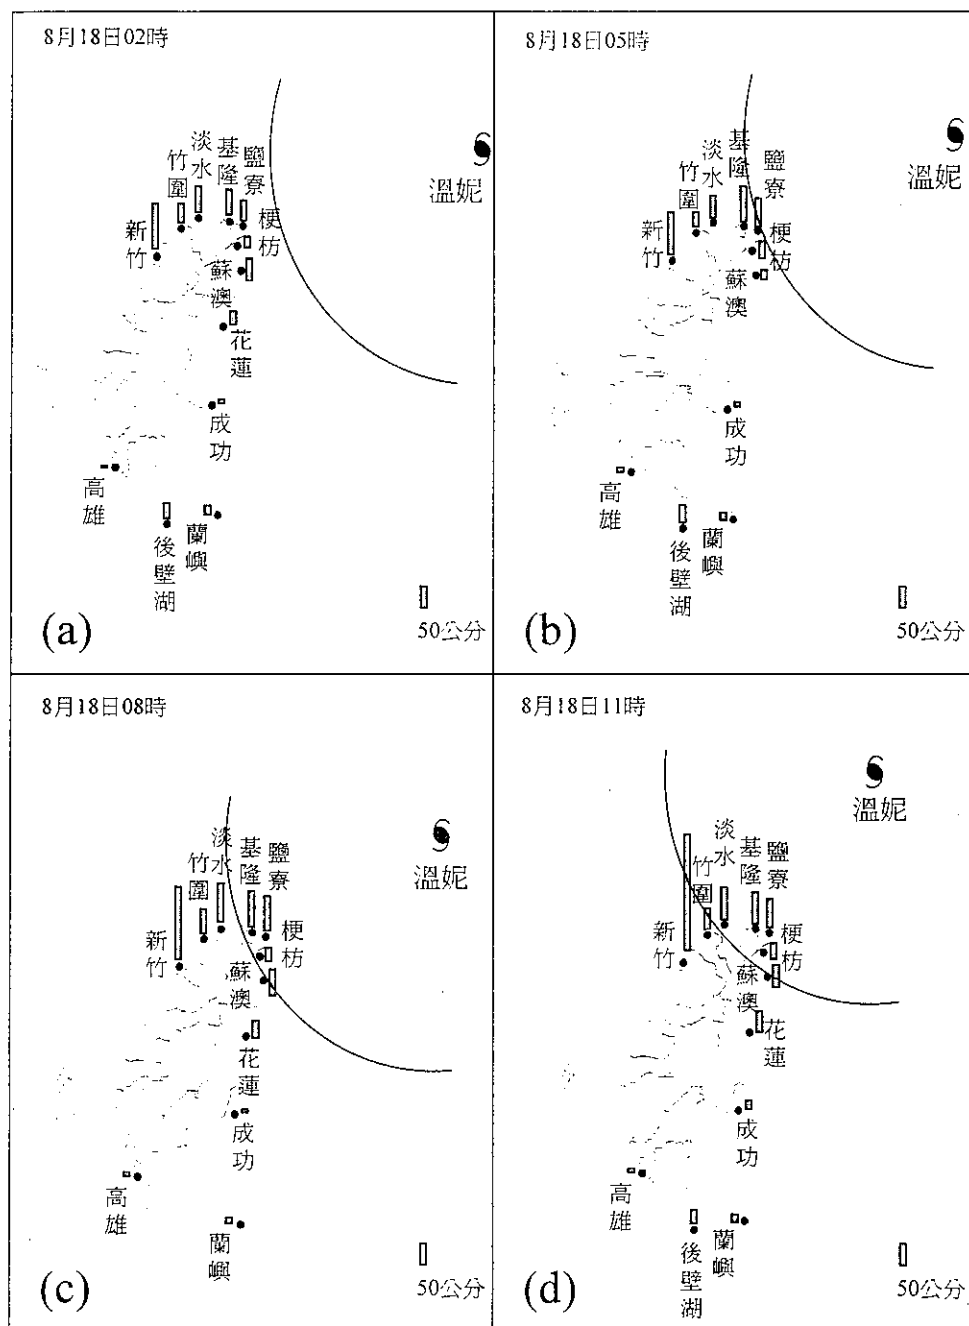 8月18日02時
溫妮
鹽寮
基隆
淡水
竹圍
新竹
梗枋
蘇澳
花蓮
成功
高雄
後壁湖
蘭嶼
(a)
50公分
8月18日05時
溫妮
鹽寮
基隆
淡水
竹圍
新竹
梗枋
蘇澳
成功
高雄
後壁湖
蘭嶼
(b)
50公分
8月18日08時
溫妮
鹽寮
基隆
淡水
竹圍
新竹
梗枋
蘇澳
花蓮
成功
高雄
蘭嶼
(c)
50公分
8月18日11時
溫妮
鹽寮
基隆
淡水
竹圍
新竹
梗枋
蘇澳
花蓮
成功
高雄
後壁湖
蘭嶼
(d)
50公分